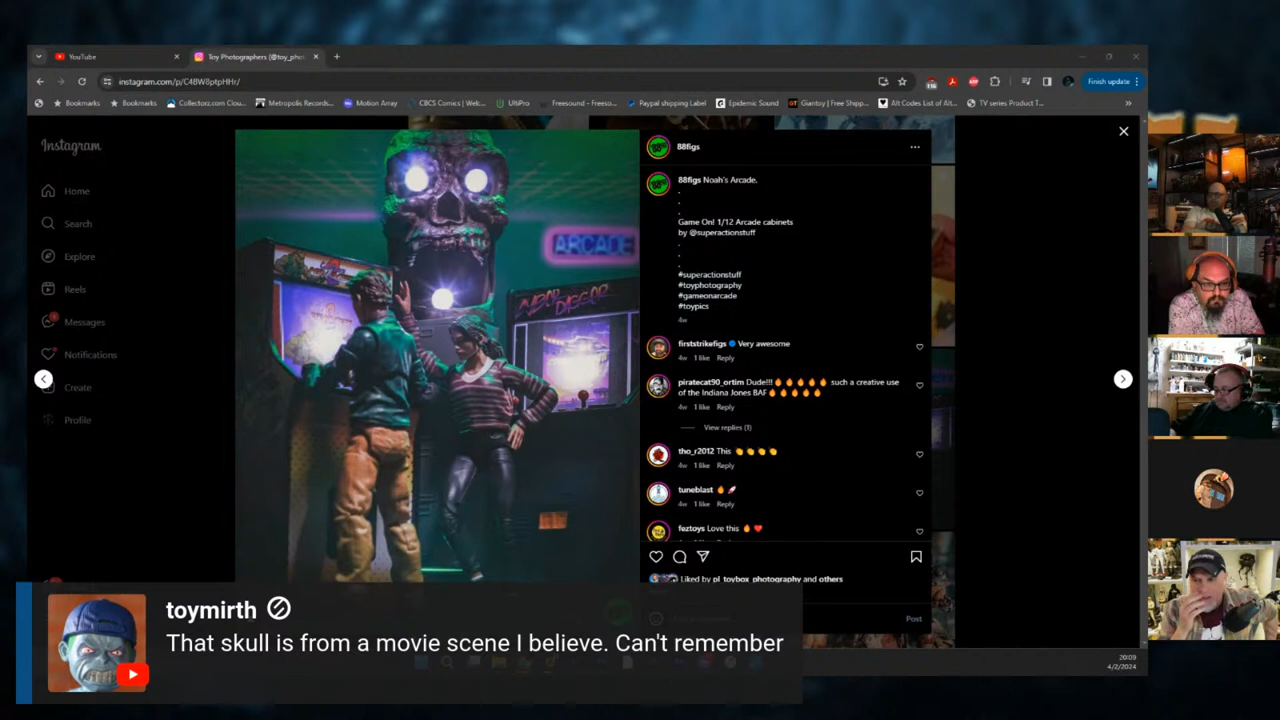 YouTube
Toy Photographers (@toy_phot
instagram.com/p/C4BW8ptpHHr/
Finish update
Bookmarks
Bookmarks
Collectorz.com Clou...
Metropolis Records...
Motion Array
CBCS Comics | Welc...
UltiPro
Freesound - Freeso...
Paypal shipping Label
Epidemic Sound
Giantoy | Free Shipp...
Alt Codes List of Alt...
TV series Product T...
Instagram
Home
Search
Explore
Reels
Messages
Notifications
Create
Profile
ARCADE
88figs
88figs Noah's Arcade.
.
.
.
Game On! 1/12 Arcade cabinets
by @superactionstuff
.
.
.
#superactionstuff
#toyphotography
#gameonarcade
#toypics
4w
firststrikefigs Very awesome
4w 1 like Reply
piratecat90_ortim Dude!!!🔥🔥🔥🔥🔥 such a creative use
of the Indiana Jones BAF🔥🔥🔥🔥🔥
4w 1 like Reply
View replies (1)
tho_r2012 This 👏👏👏👏
4w 1 like Reply
tuneblast 🔥🚀
4w 1 like Reply
feztoys Love this 🔥❤️
Liked by pl_toybox_photography and others
Post
20:09
4/2/2024
toymirth
That skull is from a movie scene I believe. Can't remember